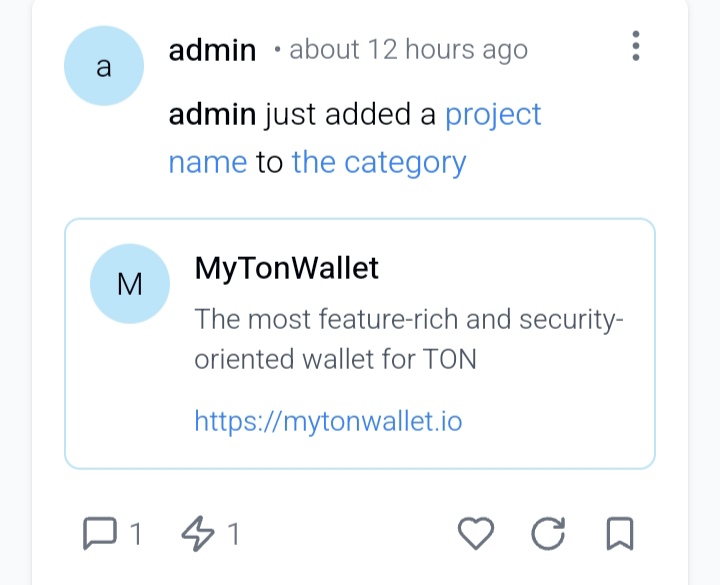 a
admin • about 12 hours ago
admin just added a project
name to the category
M
MyTonWallet
The most feature-rich and security-
oriented wallet for TON
https://mytonwallet.io
1 1